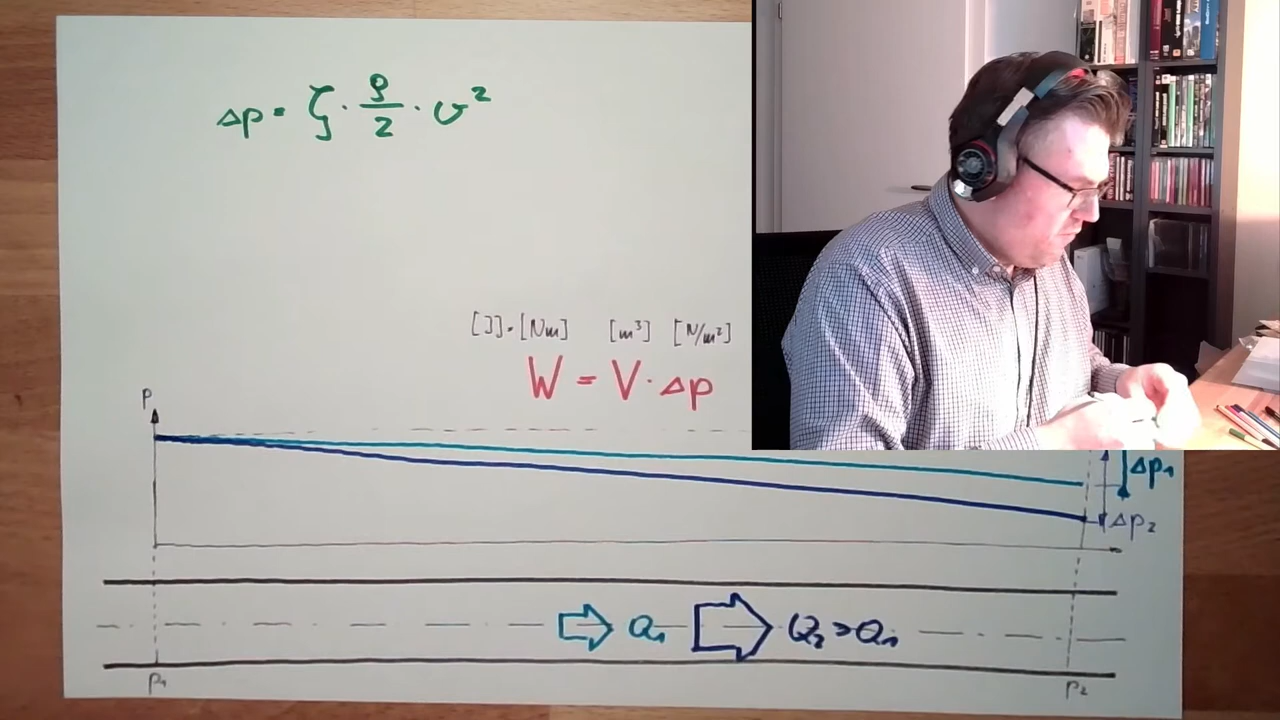 Δp = ζ · ρ/2 · v²
[J] = [Nm] [m³] [N/m²]
W = V · Δp
p
Δp₁
Δp₂
Q₁ Q₂ > Q₁
p₁ p₂